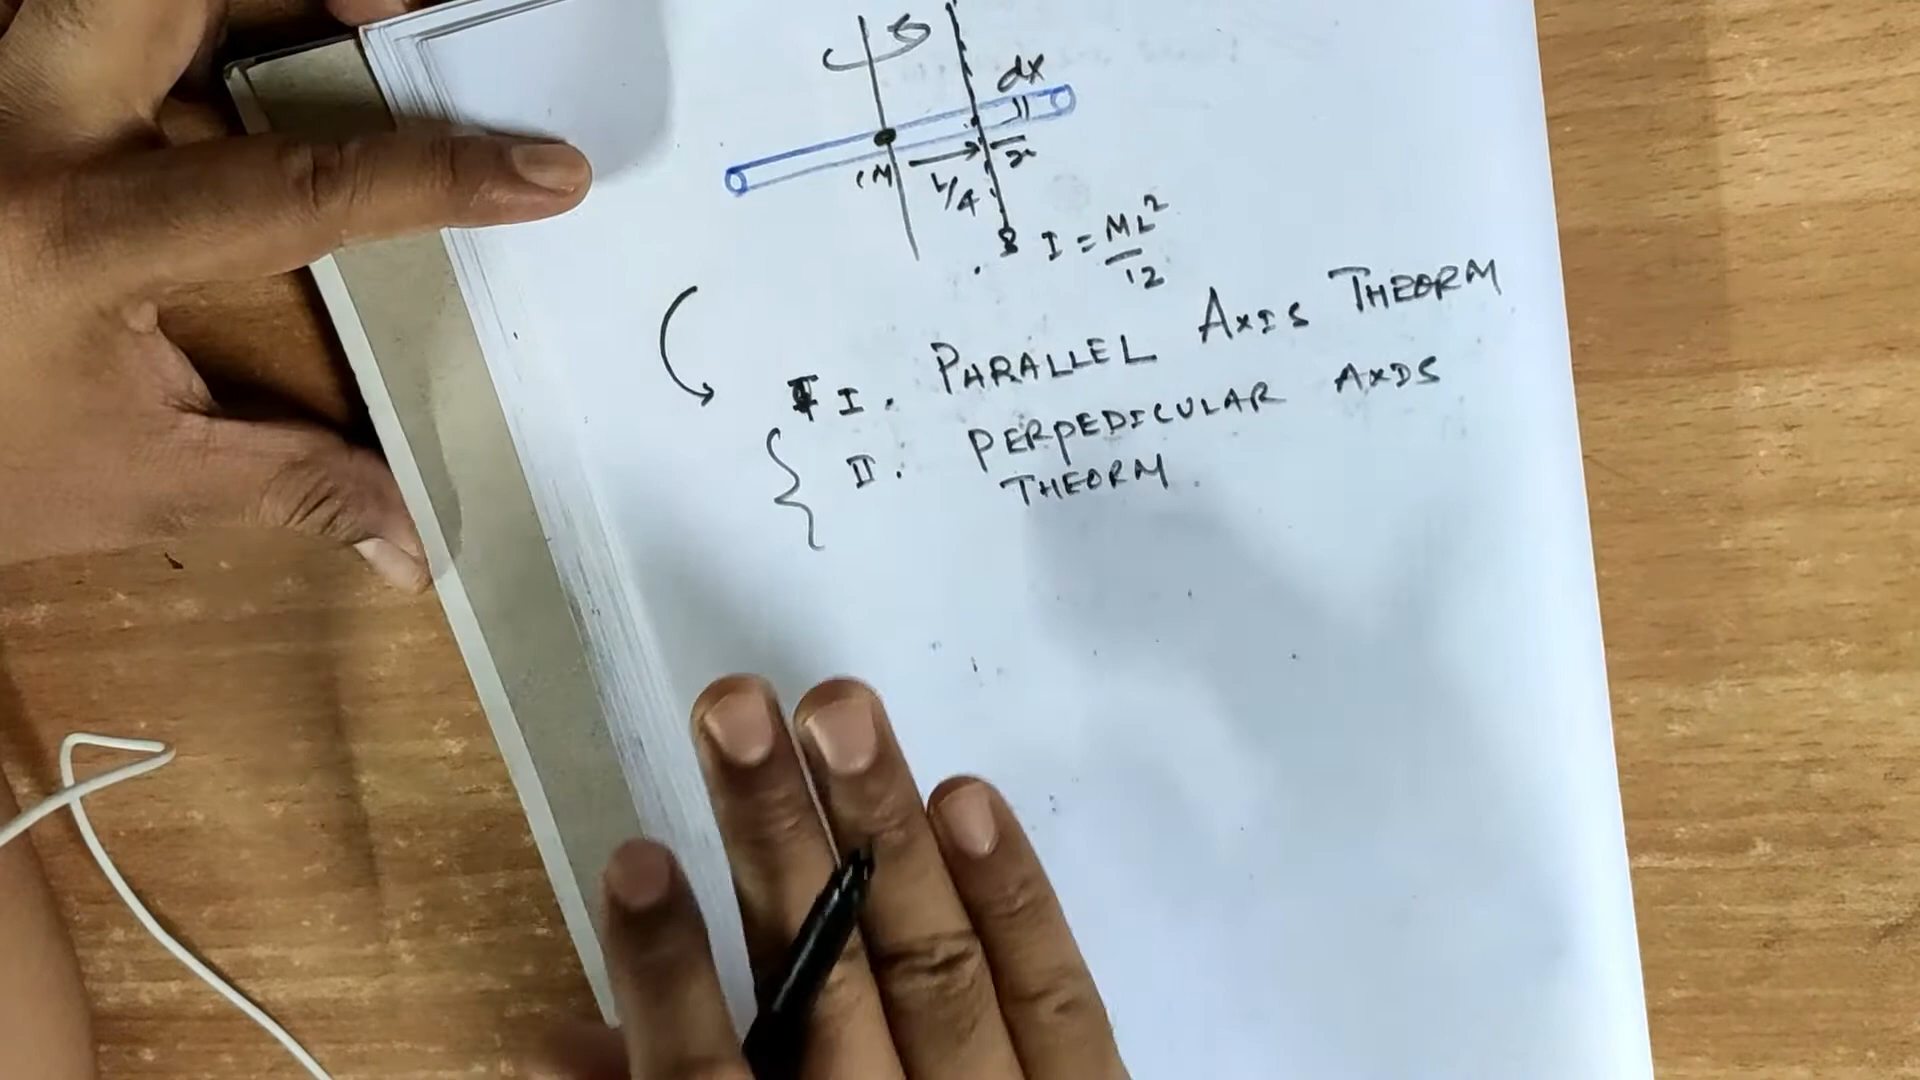 dx
CM
L/4
x
I = ML²/12
I. PARALLEL AXIS THEORM
II. PERPEDICULAR AXIS
THEORM